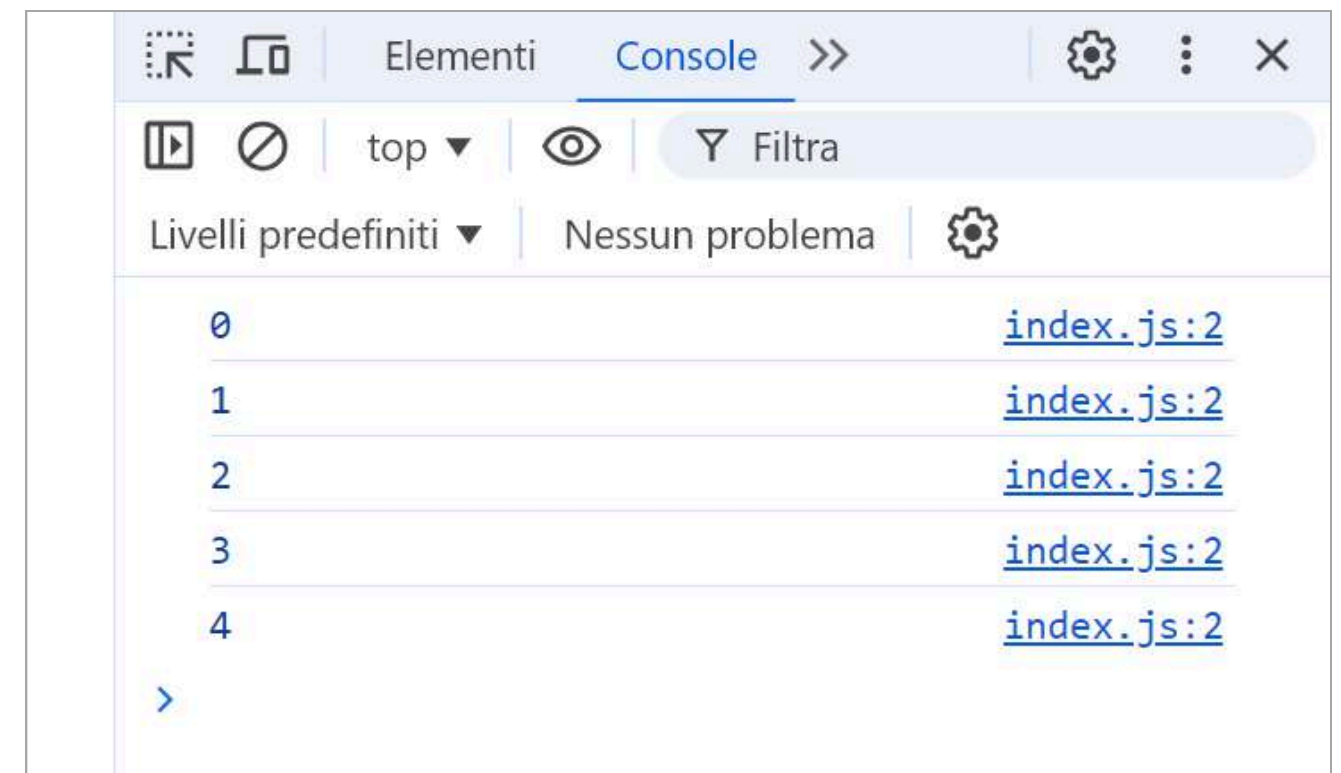 Elementi Console
top Filtra
Livelli predefiniti Nessun problema
0 index.js:2
1 index.js:2
2 index.js:2
3 index.js:2
4 index.js:2